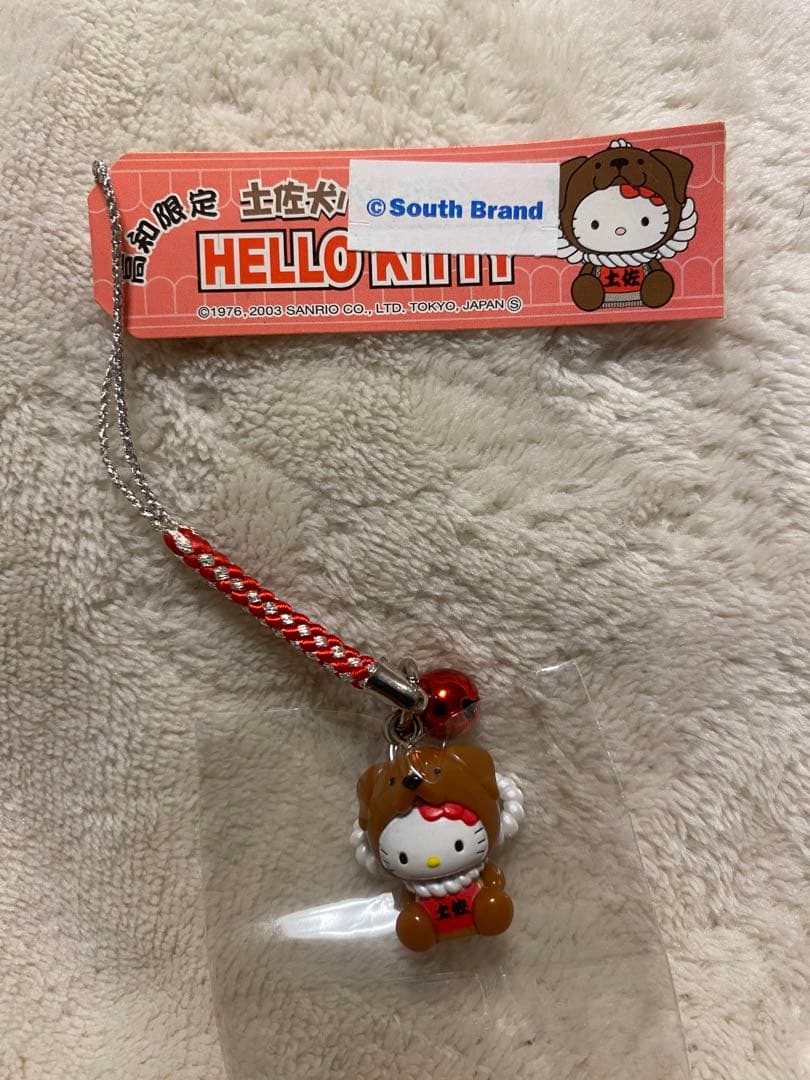 高知限定
土佐犬
© South Brand
HELLO KITTY
©1976, 2003 SANRIO CO., LTD. TOKYO, JAPAN Ⓢ
土佐
土佐